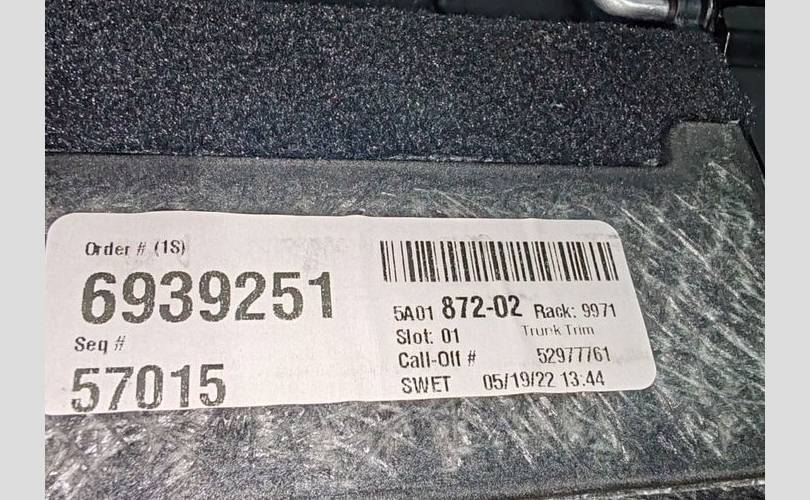 Order # (1S)
6939251
Seq #
57015
5A01 872-02 Rack: 9971
Slot: 01 Trunk Trim
Call-Off # 52977761
SWET 05/19/22 13:44